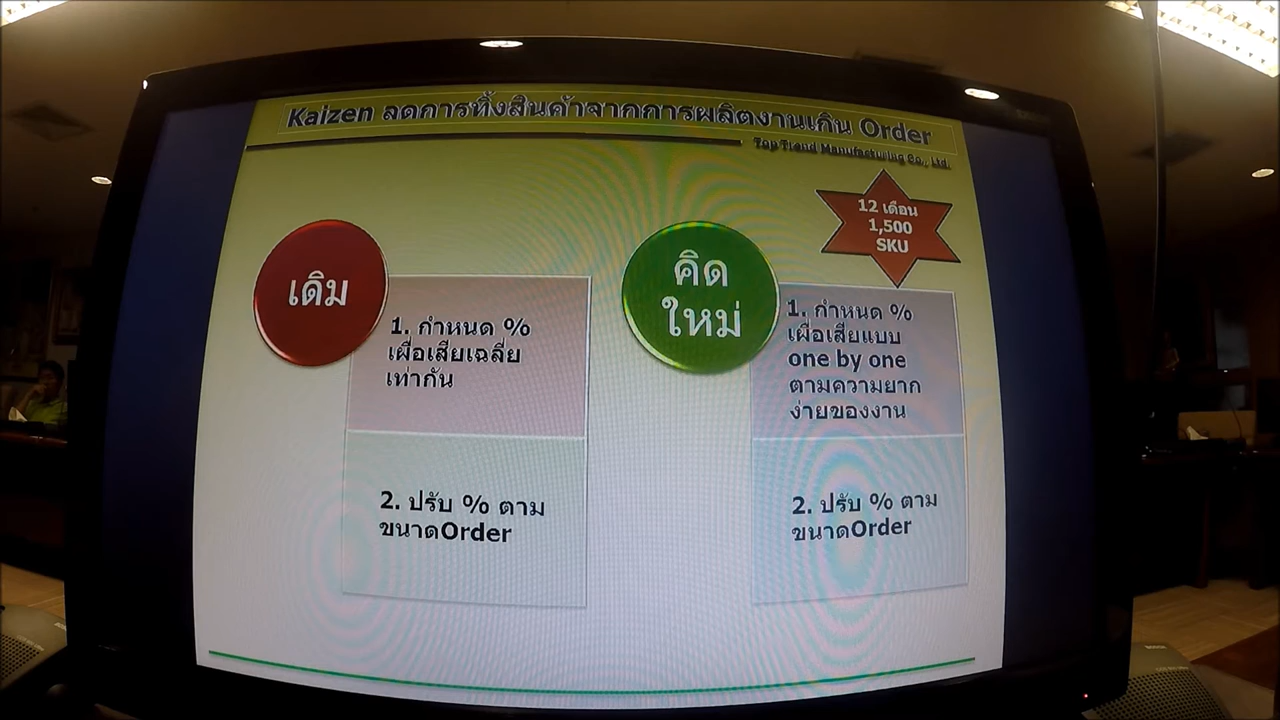 Kaizen ลดการทิ้งสินค้าจากการผลิตงานเกิน Order
Top Trend Manufacturing Co., Ltd.
12 เดือน
1,500
SKU
เดิม
1. กำหนด %
เผื่อเสียเฉลี่ย
เท่ากัน
2. ปรับ % ตาม
ขนาดOrder
คิด
ใหม่
1. กำหนด %
เผื่อเสียแบบ
one by one
ตามความยาก
ง่ายของงาน
2. ปรับ % ตาม
ขนาดOrder